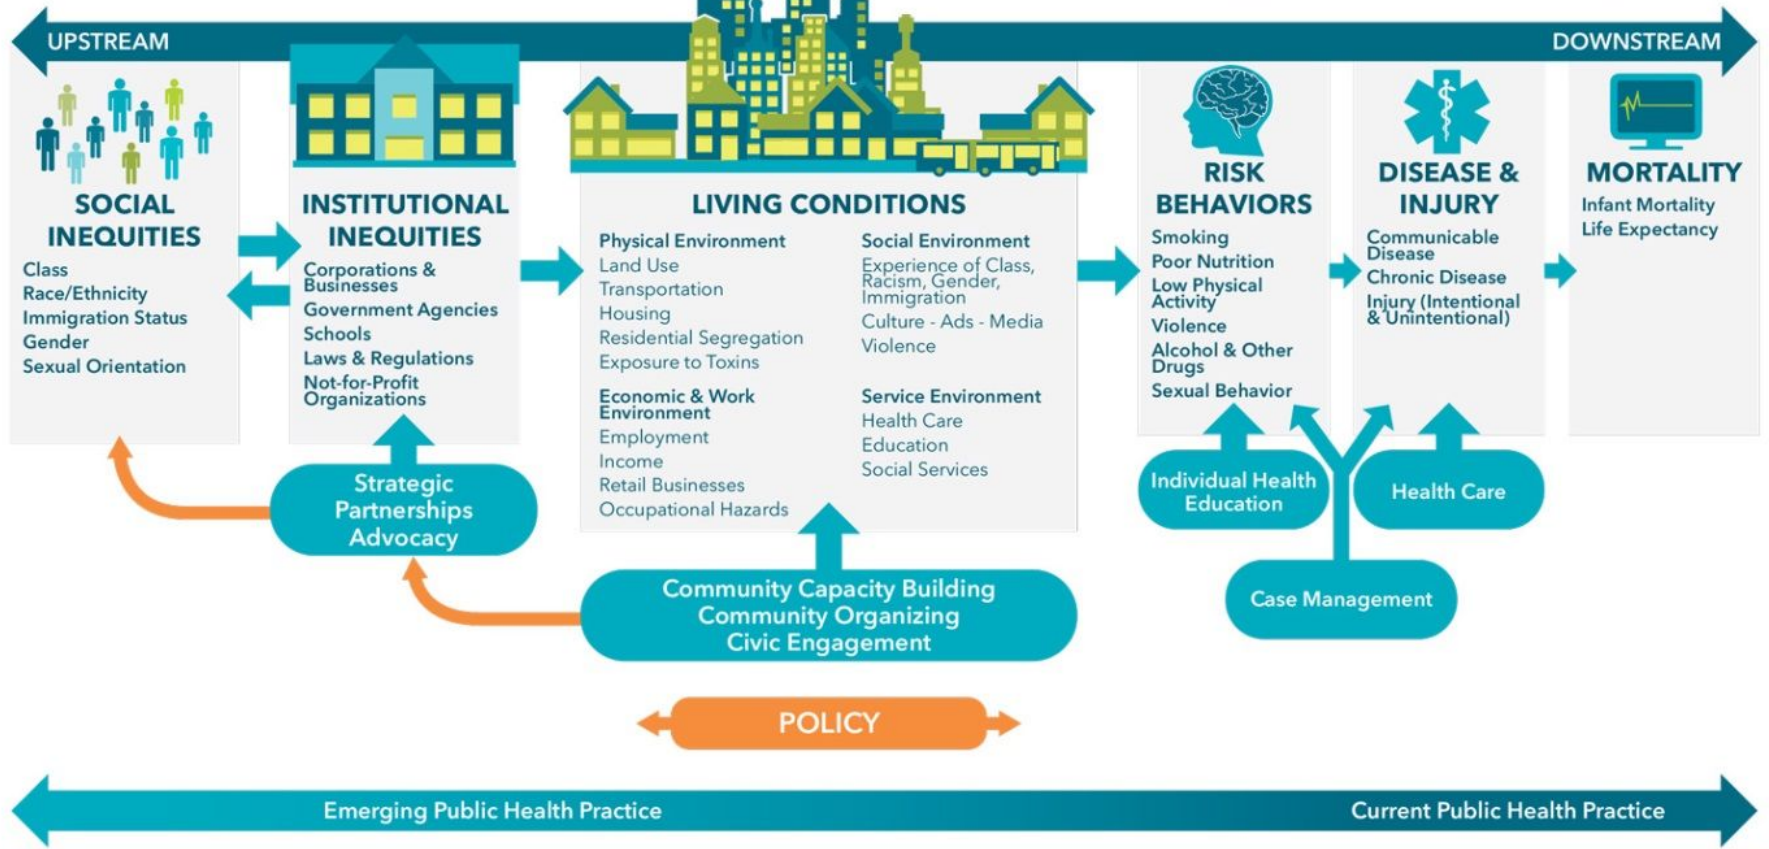 UPSTREAM
DOWNSTREAM
SOCIAL
INEQUITIES
Class
Race/Ethnicity
Immigration Status
Gender
Sexual Orientation
INSTITUTIONAL
INEQUITIES
Corporations &
Businesses
Government Agencies
Schools
Laws & Regulations
Not-for-Profit
Organizations
LIVING CONDITIONS
Physical Environment
Land Use
Transportation
Housing
Residential Segregation
Exposure to Toxins
Economic & Work
Environment
Employment
Income
Retail Businesses
Occupational Hazards
Social Environment
Experience of Class,
Racism, Gender,
Immigration
Culture - Ads - Media
Violence
Service Environment
Health Care
Education
Social Services
RISK
BEHAVIORS
Smoking
Poor Nutrition
Low Physical
Activity
Violence
Alcohol & Other
Drugs
Sexual Behavior
DISEASE &
INJURY
Communicable
Disease
Chronic Disease
Injury (Intentional
& Unintentional)
MORTALITY
Infant Mortality
Life Expectancy
Strategic
Partnerships
Advocacy
Community Capacity Building
Community Organizing
Civic Engagement
Individual Health
Education
Health Care
Case Management
POLICY
Emerging Public Health Practice
Current Public Health Practice